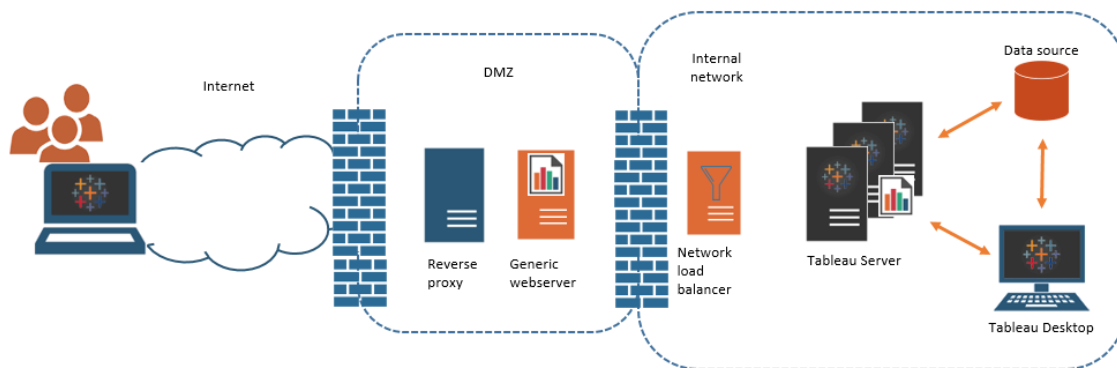 Internet
DMZ
Internal
network
Data source
Reverse
proxy
Generic
webserver
Network
load
balancer
Tableau Server
Tableau Desktop